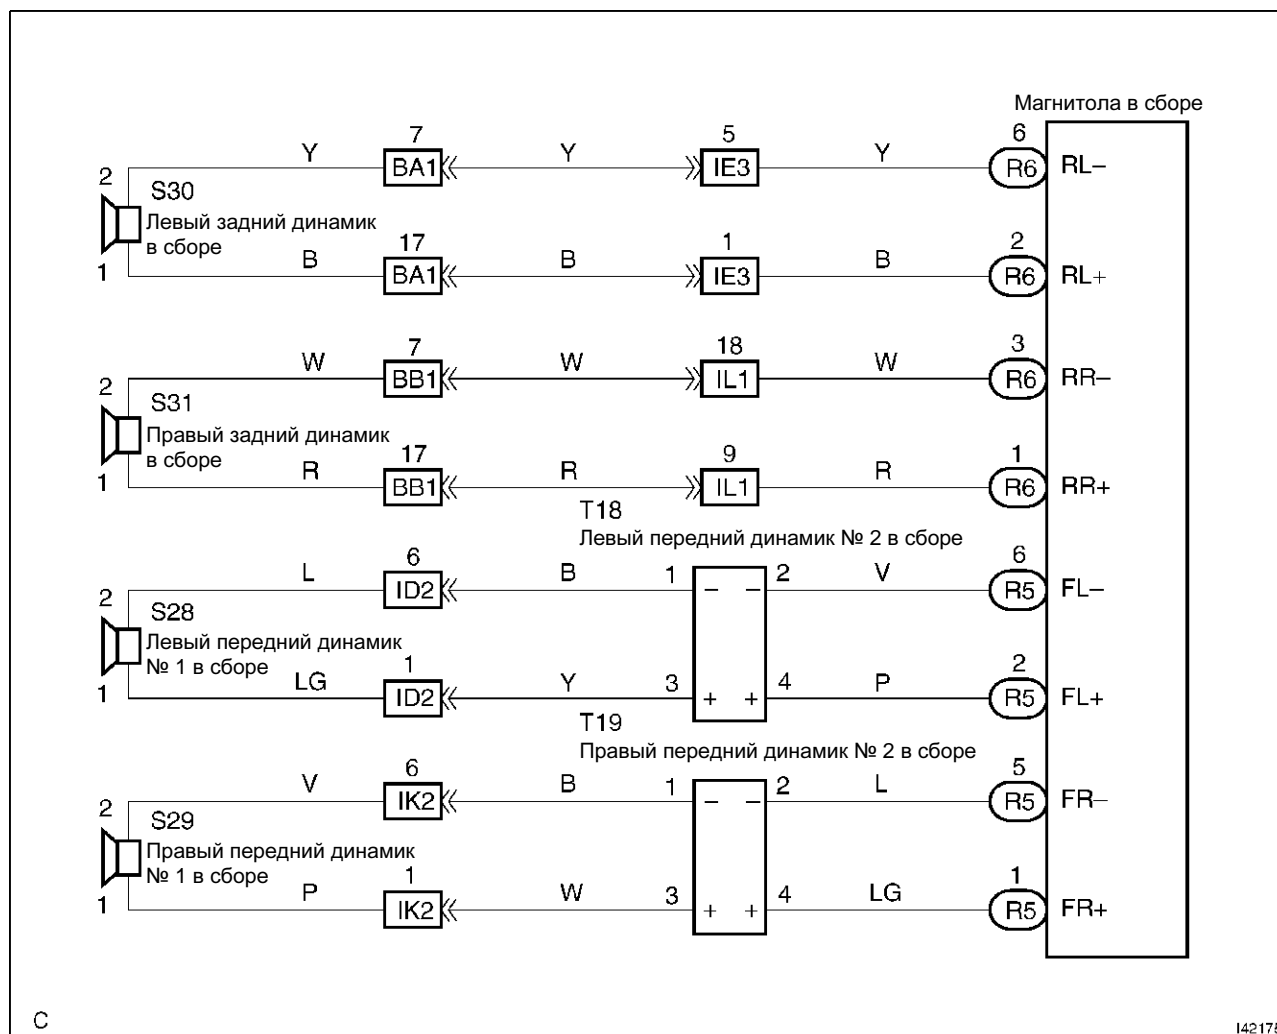 Магнитола в сборе
Y 7 BA1 Y 5 IE3 Y 6 R6 RL−
2 S30
Левый задний динамик
в сборе
1 B 17 BA1 B 1 IE3 B 2 R6 RL+
W 7 BB1 W 18 IL1 W 3 R6 RR−
2 S31
Правый задний динамик
в сборе
1 R 17 BB1 R 9 IL1 R 1 R6 RR+
T18
Левый передний динамик № 2 в сборе
L 6 ID2 B 1 − − 2 V 6 R5 FL−
2 S28
Левый передний динамик
№ 1 в сборе
1 LG 1 ID2 Y 3 + + 4 P 2 R5 FL+
T19
Правый передний динамик № 2 в сборе
V 6 IK2 B 1 − − 2 L 5 R5 FR−
2 S29
Правый передний динамик
№ 1 в сборе
1 P 1 IK2 W 3 + + 4 LG 1 R5 FR+
C